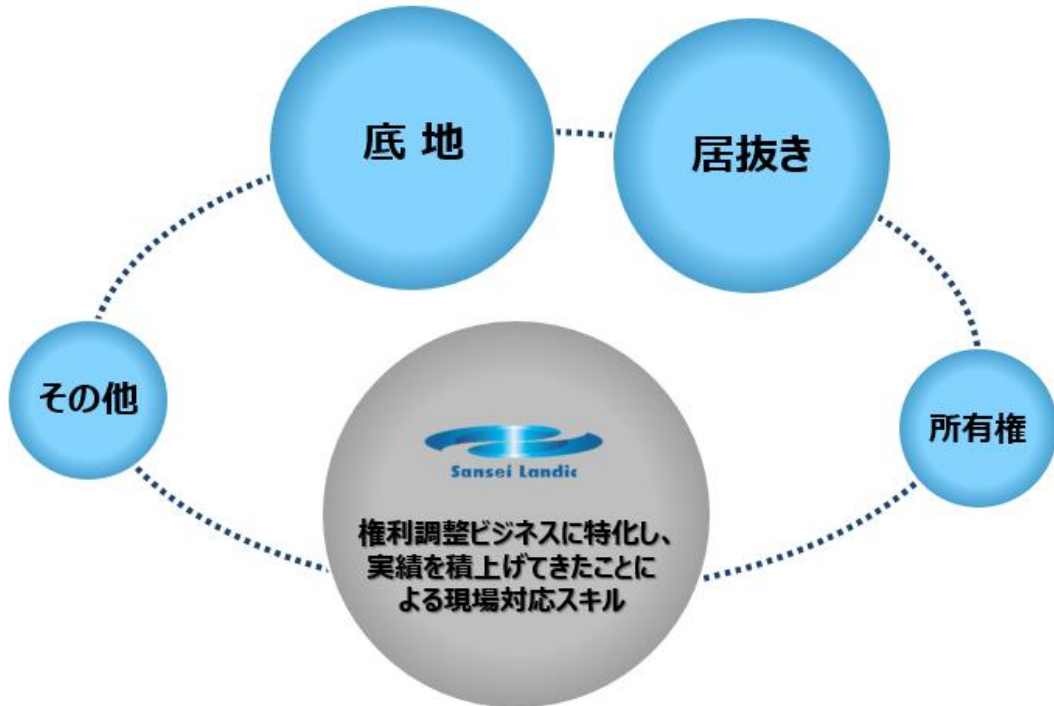 底 地
居抜き
その他
所有権
Sansei Landic
権利調整ビジネスに特化し、
実績を積上げてきたことに
よる現場対応スキル